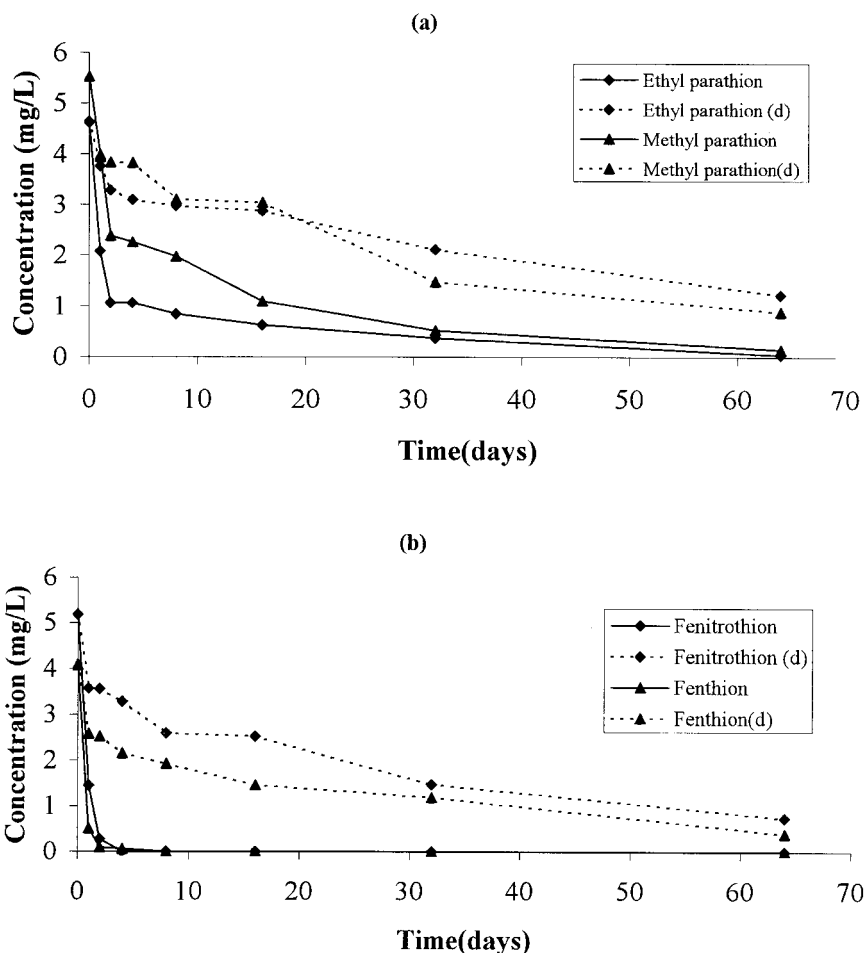 (a)
6
5
4
3
2
1
0
Concentration (mg/L)
Ethyl parathion
Ethyl parathion (d)
Methyl parathion
Methyl parathion(d)
0 10 20 30 40 50 60 70
Time(days)
(b)
6
5
4
3
2
1
0
Concentration (mg/L)
Fenitrothion
Fenitrothion (d)
Fenthion
Fenthion(d)
0 10 20 30 40 50 60 70
Time(days)